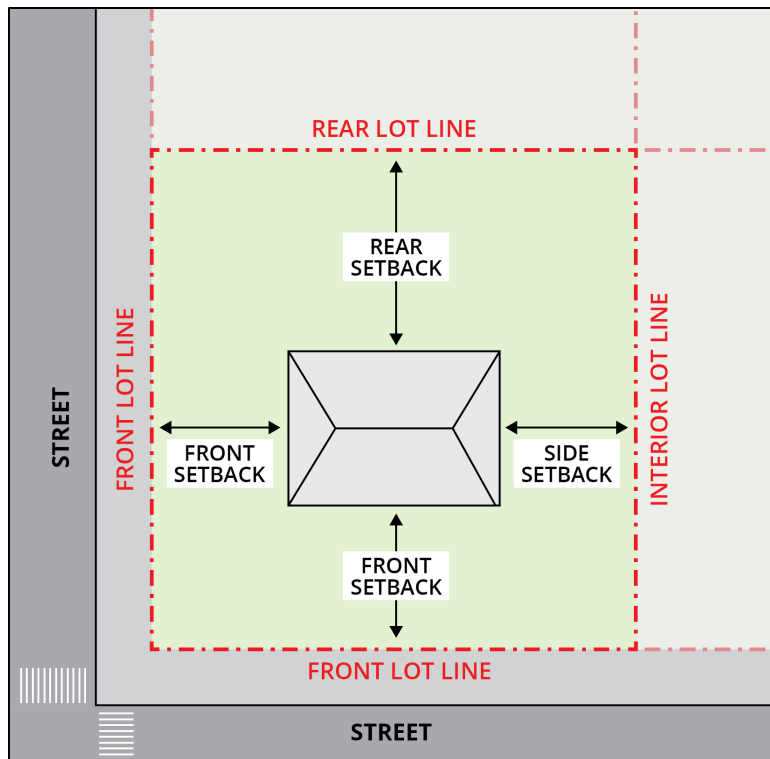 REAR LOT LINE
REAR
SETBACK
STREET
FRONT LOT LINE
FRONT
SETBACK
SIDE
SETBACK
INTERIOR LOT LINE
FRONT
SETBACK
FRONT LOT LINE
STREET